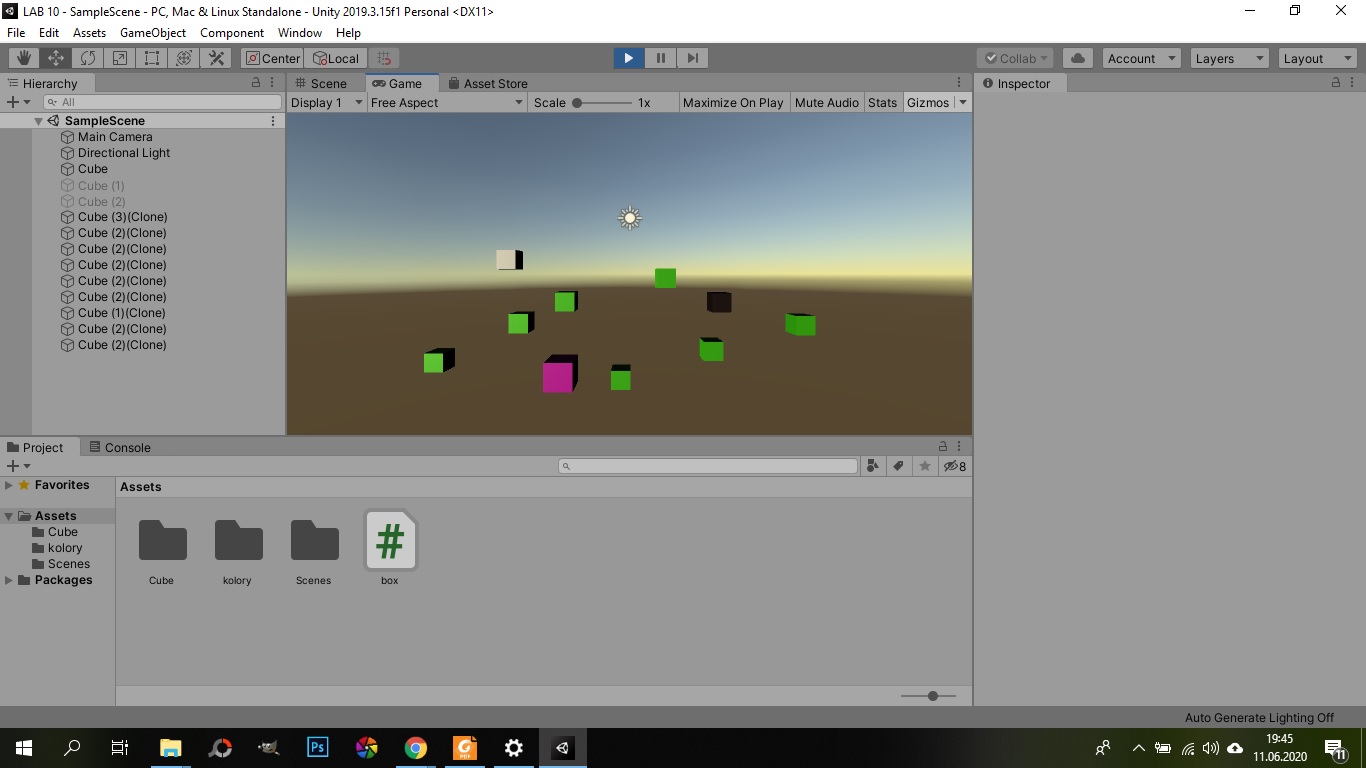 LAB 10 - SampleScene - PC, Mac & Linux Standalone - Unity 2019.3.15f1 Personal <DX11>
File Edit Assets GameObject Component Window Help
Center Local Collab Account Layers Layout
Hierarchy
All
SampleScene
Main Camera
Directional Light
Cube
Cube (1)
Cube (2)
Cube (3)(Clone)
Cube (2)(Clone)
Cube (2)(Clone)
Cube (2)(Clone)
Cube (2)(Clone)
Cube (2)(Clone)
Cube (1)(Clone)
Cube (2)(Clone)
Cube (2)(Clone)
Scene Game Asset Store
Display 1 Free Aspect Scale 1x Maximize On Play Mute Audio Stats Gizmos
Inspector
Project Console
8
Favorites
Assets
Cube
kolory
Scenes
Packages
Assets
Cube kolory Scenes box
#
Auto Generate Lighting Off
Ps
PDF
19:45
11.06.2020
11